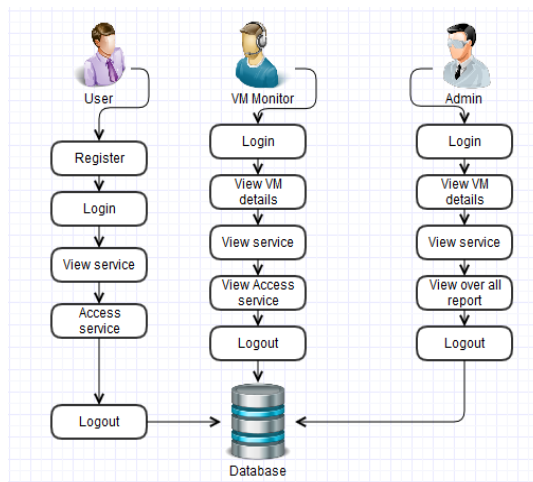 User
Register
Login
View service
Access
service
Logout
VM Monitor
Login
View VM
details
View service
View Access
service
Logout
Admin
Login
View VM
details
View service
View over all
report
Logout
Database